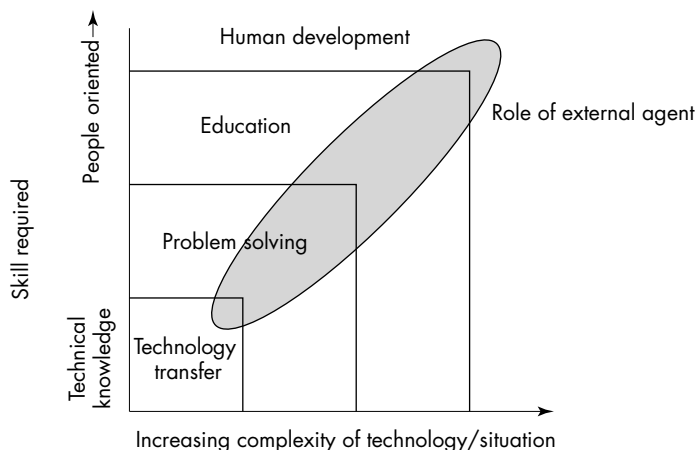 Human development
Education
Role of external agent
Problem solving
Technology
transfer
Skill required
People oriented
Technical
knowledge
Increasing complexity of technology/situation